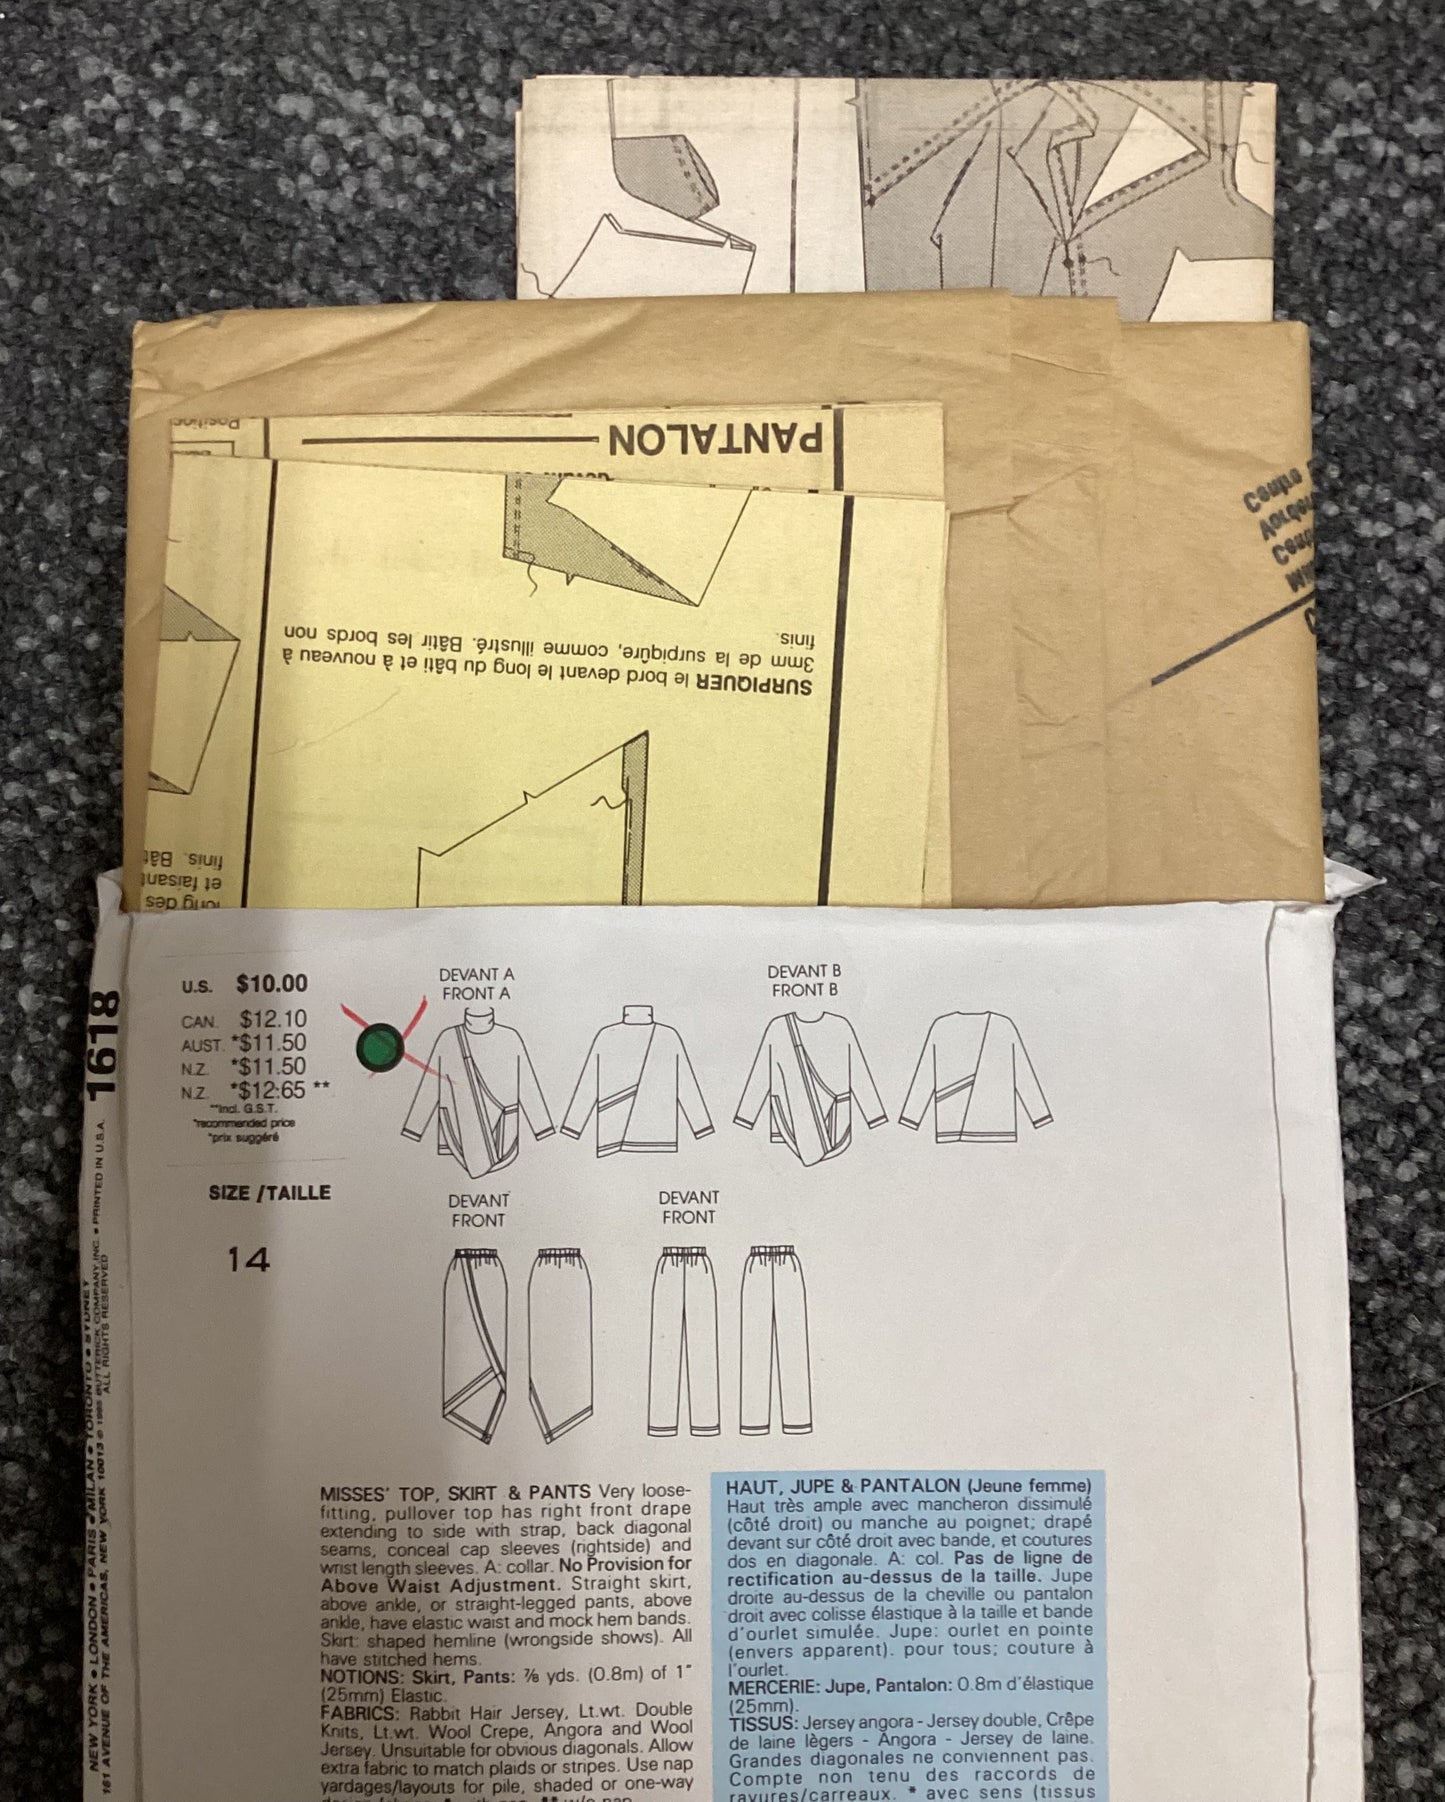 Position
PANTALON
SURPIQUER le bord devant le long du bâti et à nouveau à
3mm de la surpiqûre, comme illustré. Bâtir les bords non
finis.
long des
et faisant
finis. Bât
Coupe
1618
NEW YORK • LONDON • PARIS • MILAN • TORONTO • SYDNEY
161 AVENUE OF THE AMERICAS, NEW YORK, NEW YORK 10013 © 1985 BUTTERICK COMPANY, INC. • PRINTED IN U.S.A.
ALL RIGHTS RESERVED
U.S. $10.00
CAN. $12.10
AUST. *$11.50
N.Z. *$11.50
N.Z. *$12.65 **
**Incl. G.S.T.
*recommended price
*prix suggéré
SIZE /TAILLE
14
DEVANT A
FRONT A
DEVANT B
FRONT B
DEVANT
FRONT
DEVANT
FRONT
MISSES' TOP, SKIRT & PANTS Very loose-
fitting, pullover top has right front drape
extending to side with strap, back diagonal
seams, conceal cap sleeves (rightside) and
wrist length sleeves. A: collar. No Provision for
Above Waist Adjustment. Straight skirt,
above ankle, or straight-legged pants, above
ankle, have elastic waist and mock hem bands.
Skirt: shaped hemline (wrongside shows). All
have stitched hems.
NOTIONS: Skirt, Pants: ⅞ yds. (0.8m) of 1"
(25mm) Elastic.
FABRICS: Rabbit Hair Jersey, Lt.wt. Double
Knits, Lt.wt. Wool Crepe, Angora and Wool
Jersey. Unsuitable for obvious diagonals. Allow
extra fabric to match plaids or stripes. Use nap
yardages/layouts for pile, shaded or one-way
HAUT, JUPE & PANTALON (Jeune femme)
Haut très ample avec mancheron dissimulé
(côté droit) ou manche au poignet; drapé
devant sur côté droit avec bande, et coutures
dos en diagonale. A: col. Pas de ligne de
rectification au-dessus de la taille. Jupe
droite au-dessus de la cheville ou pantalon
droit avec colisse élastique à la taille et bande
d'ourlet simulée. Jupe: ourlet en pointe
(envers apparent). pour tous; couture à
l'ourlet.
MERCERIE: Jupe, Pantalon: 0.8m d'élastique
(25mm).
TISSUS: Jersey angora - Jersey double, Crêpe
de laine lègers - Angora - Jersey de laine.
Grandes diagonales ne conviennent pas.
Compte non tenu des raccords de
rayures/carreaux. * avec sens (tissus